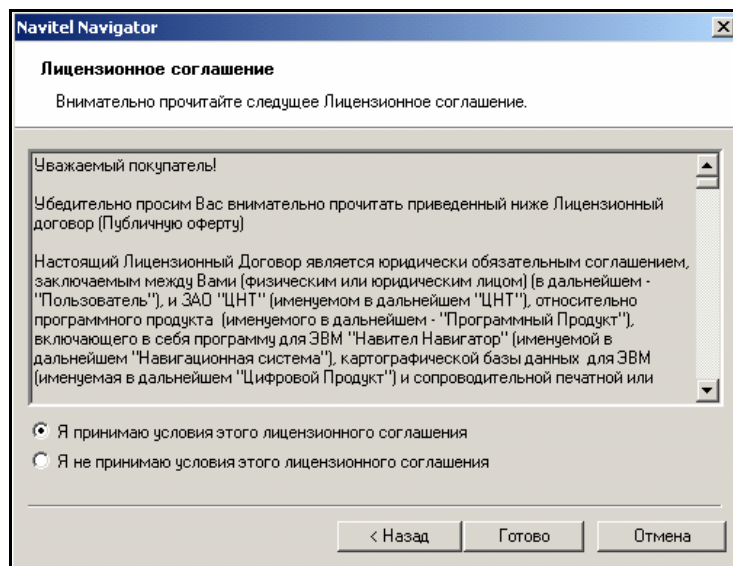 Navitel Navigator
Лицензионное соглашение
Внимательно прочитайте следущее Лицензионное соглашение.
Уважаемый покупатель!
Убедительно просим Вас внимательно прочитать приведенный ниже Лицензионный
договор (Публичную оферту)
Настоящий Лицензионный Договор является юридически обязательным соглашением,
заключаемым между Вами (физическим или юридическим лицом) (в дальнейшем -
"Пользователь"), и ЗАО "ЦНТ" (именуемом в дальнейшем "ЦНТ"), относительно
программного продукта (именуемого в дальнейшем - "Программный Продукт"),
включающего в себя программу для ЭВМ "Навител Навигатор" (именуемой в
дальнейшем "Навигационная система"), картографической базы данных для ЭВМ
(именуемая в дальнейшем "Цифровой Продукт") и сопроводительной печатной или
Я принимаю условия этого лицензионного соглашения
Я не принимаю условия этого лицензионного соглашения
< Назад
Готово
Отмена